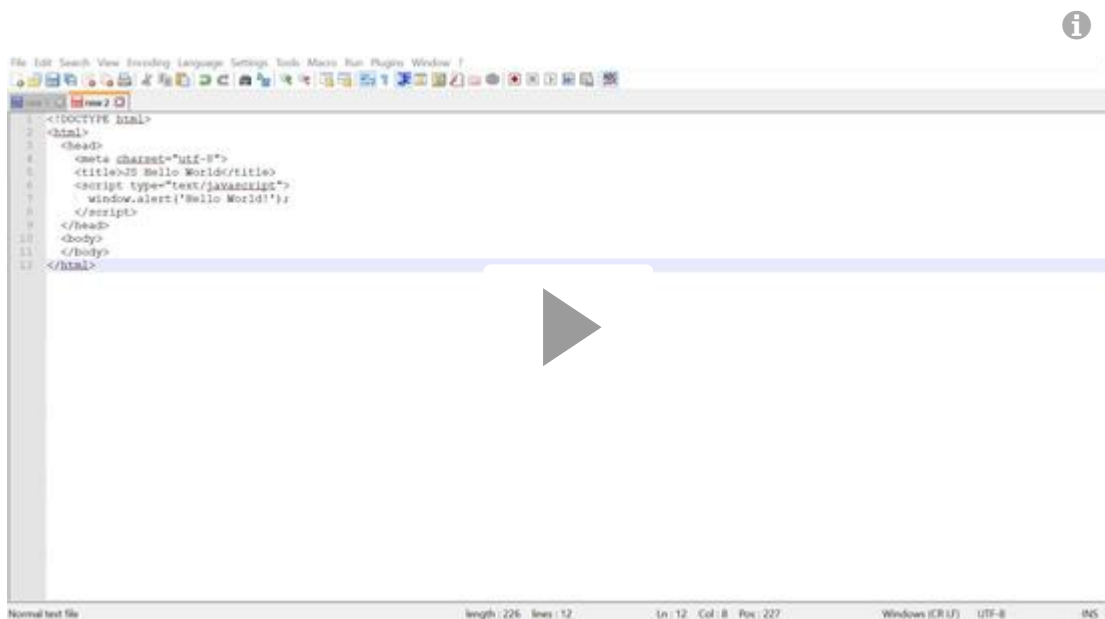 File Edit Search View Encoding Language Settings Tools Macro Run Plugins Window ?
new 1 new 2
1 <!DOCTYPE html>
2 <html>
3 <head>
4 <meta charset="utf-8">
5 <title>JS Hello World</title>
6 <script type="text/javascript">
7 window.alert('Hello World!');
8 </script>
9 </head>
10 <body>
11 </body>
12 </html>
Normal text file length : 226 lines : 12 Ln : 12 Col : 8 Pos : 227 Windows (CR LF) UTF-8 INS